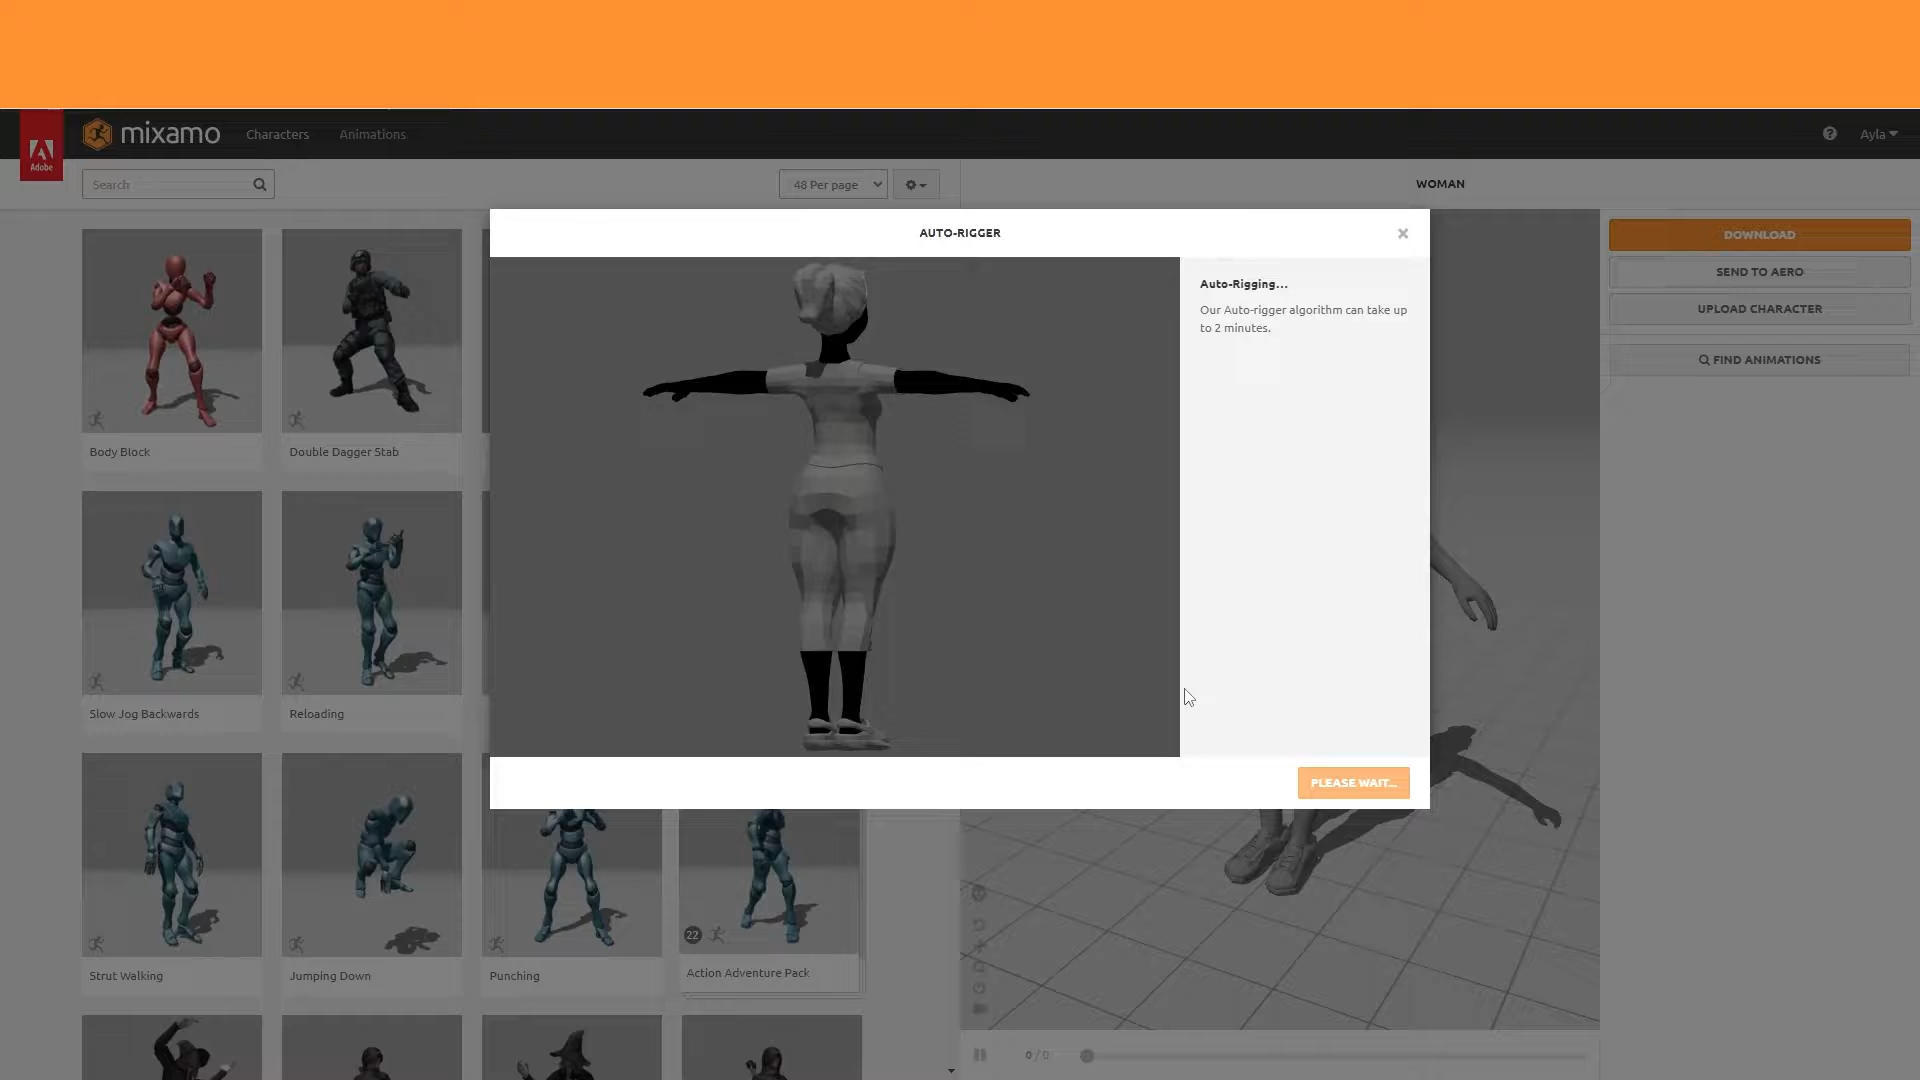 Adobe
mixamo
Characters
Animations
Ayla
Search
48 Per page
WOMAN
AUTO-RIGGER
Auto-Rigging...
Our Auto-rigger algorithm can take up
to 2 minutes.
PLEASE WAIT...
DOWNLOAD
SEND TO AERO
UPLOAD CHARACTER
FIND ANIMATIONS
Body Block
Double Dagger Stab
Slow Jog Backwards
Reloading
22
Strut Walking
Jumping Down
Punching
Action Adventure Pack
0 / 0